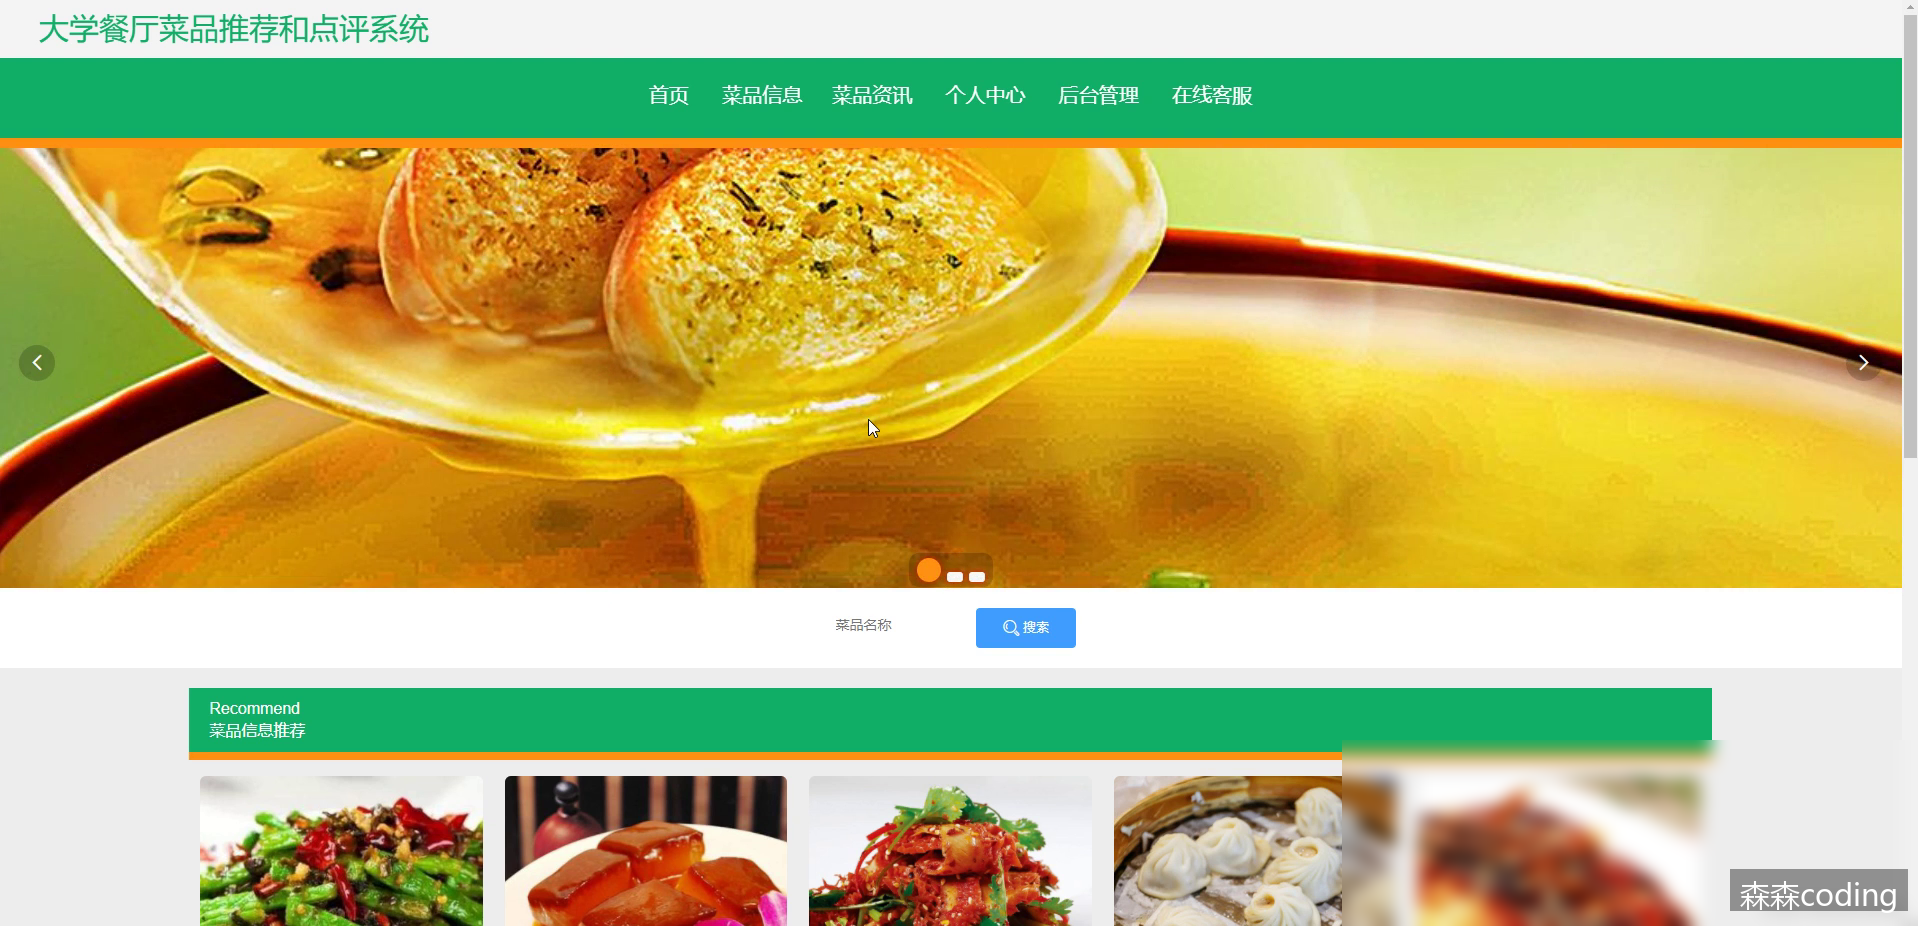 大学餐厅菜品推荐和点评系统
首页 菜品信息 菜品资讯 个人中心 后台管理 在线客服
菜品名称 搜索
Recommend
菜品信息推荐
森森coding